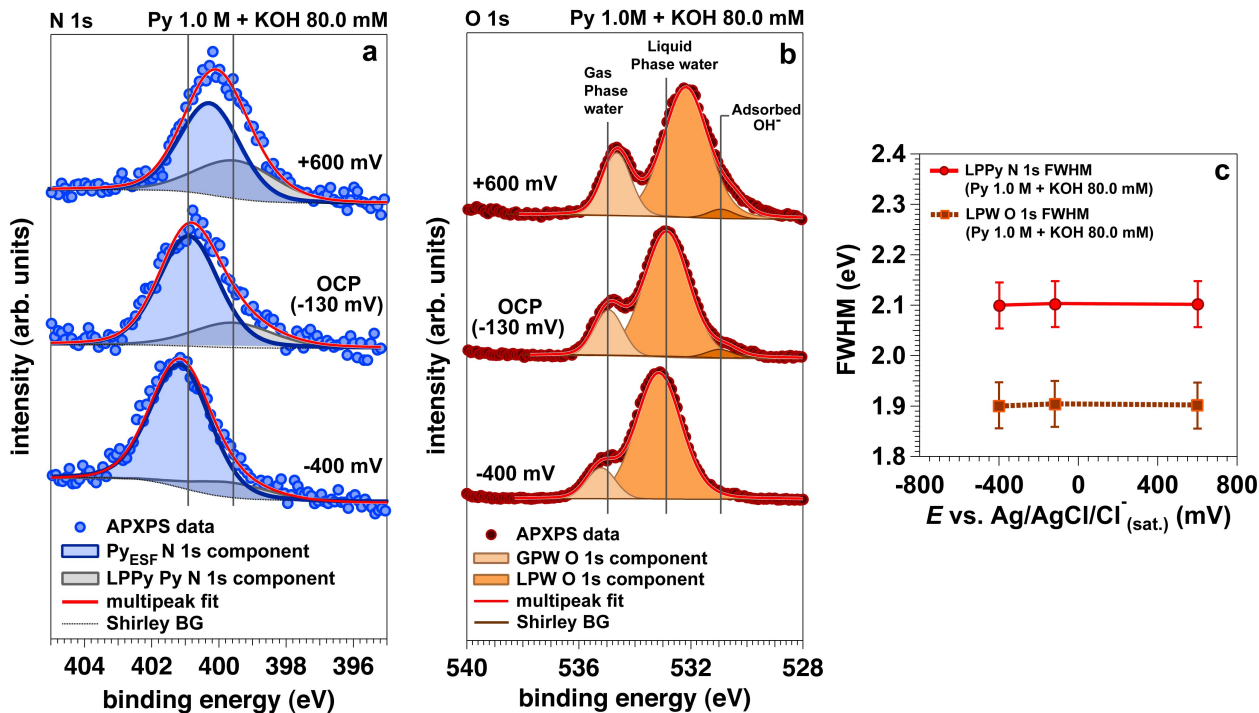 N 1s Py 1.0 M + KOH 80.0 mM
a
+600 mV
OCP
(-130 mV)
-400 mV
APXPS data
Py_ESF N 1s component
LPPy Py N 1s component
multipeak fit
Shirley BG
404 402 400 398 396
binding energy (eV)
intensity (arb. units)
O 1s Py 1.0M + KOH 80.0 mM
b
Liquid
Phase water
Gas
Phase
water
Adsorbed
OH⁻
+600 mV
OCP
(-130 mV)
-400 mV
APXPS data
GPW O 1s component
LPW O 1s component
multipeak fit
Shirley BG
540 536 532 528
binding energy (eV)
intensity (arb. units)
c
LPPy N 1s FWHM
(Py 1.0 M + KOH 80.0 mM)
LPW O 1s FWHM
(Py 1.0 M + KOH 80.0 mM)
2.4
2.3
2.2
2.1
2.0
1.9
1.8
FWHM (eV)
-800 -400 0 400 800
E vs. Ag/AgCl/Cl⁻(sat.) (mV)